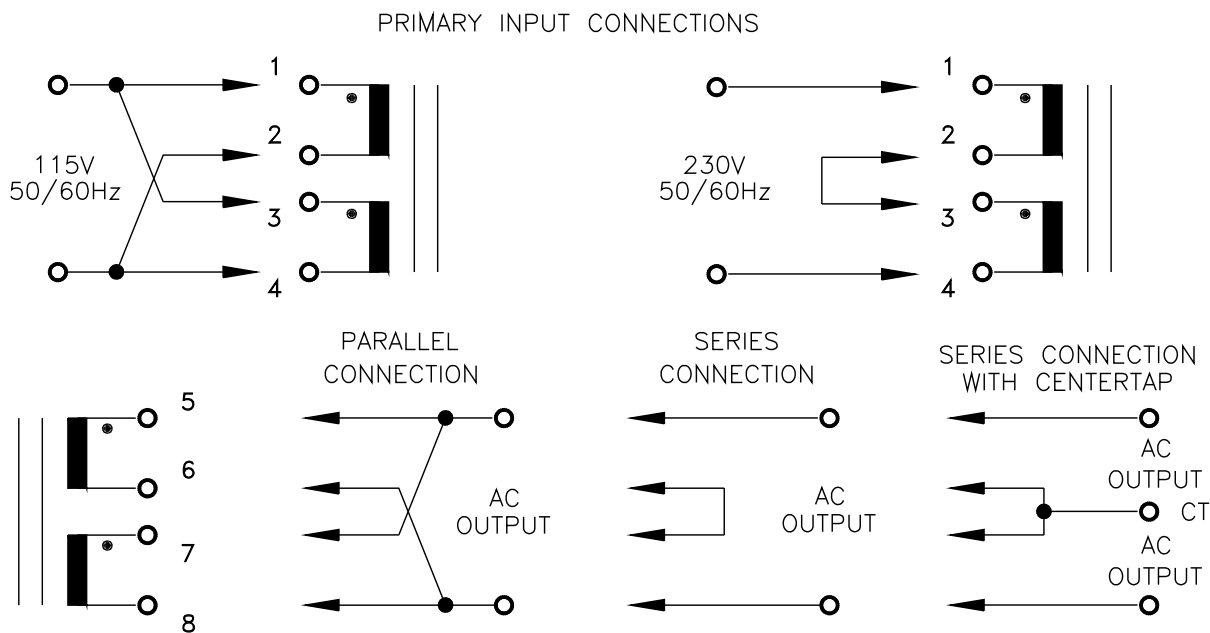 PRIMARY INPUT CONNECTIONS
1
2
115V
50/60Hz
3
4
1
2
230V
50/60Hz
3
4
PARALLEL
CONNECTION
SERIES
CONNECTION
SERIES CONNECTION
WITH CENTERTAP
5
6
7
8
AC
OUTPUT
AC
OUTPUT
AC
OUTPUT
CT
AC
OUTPUT